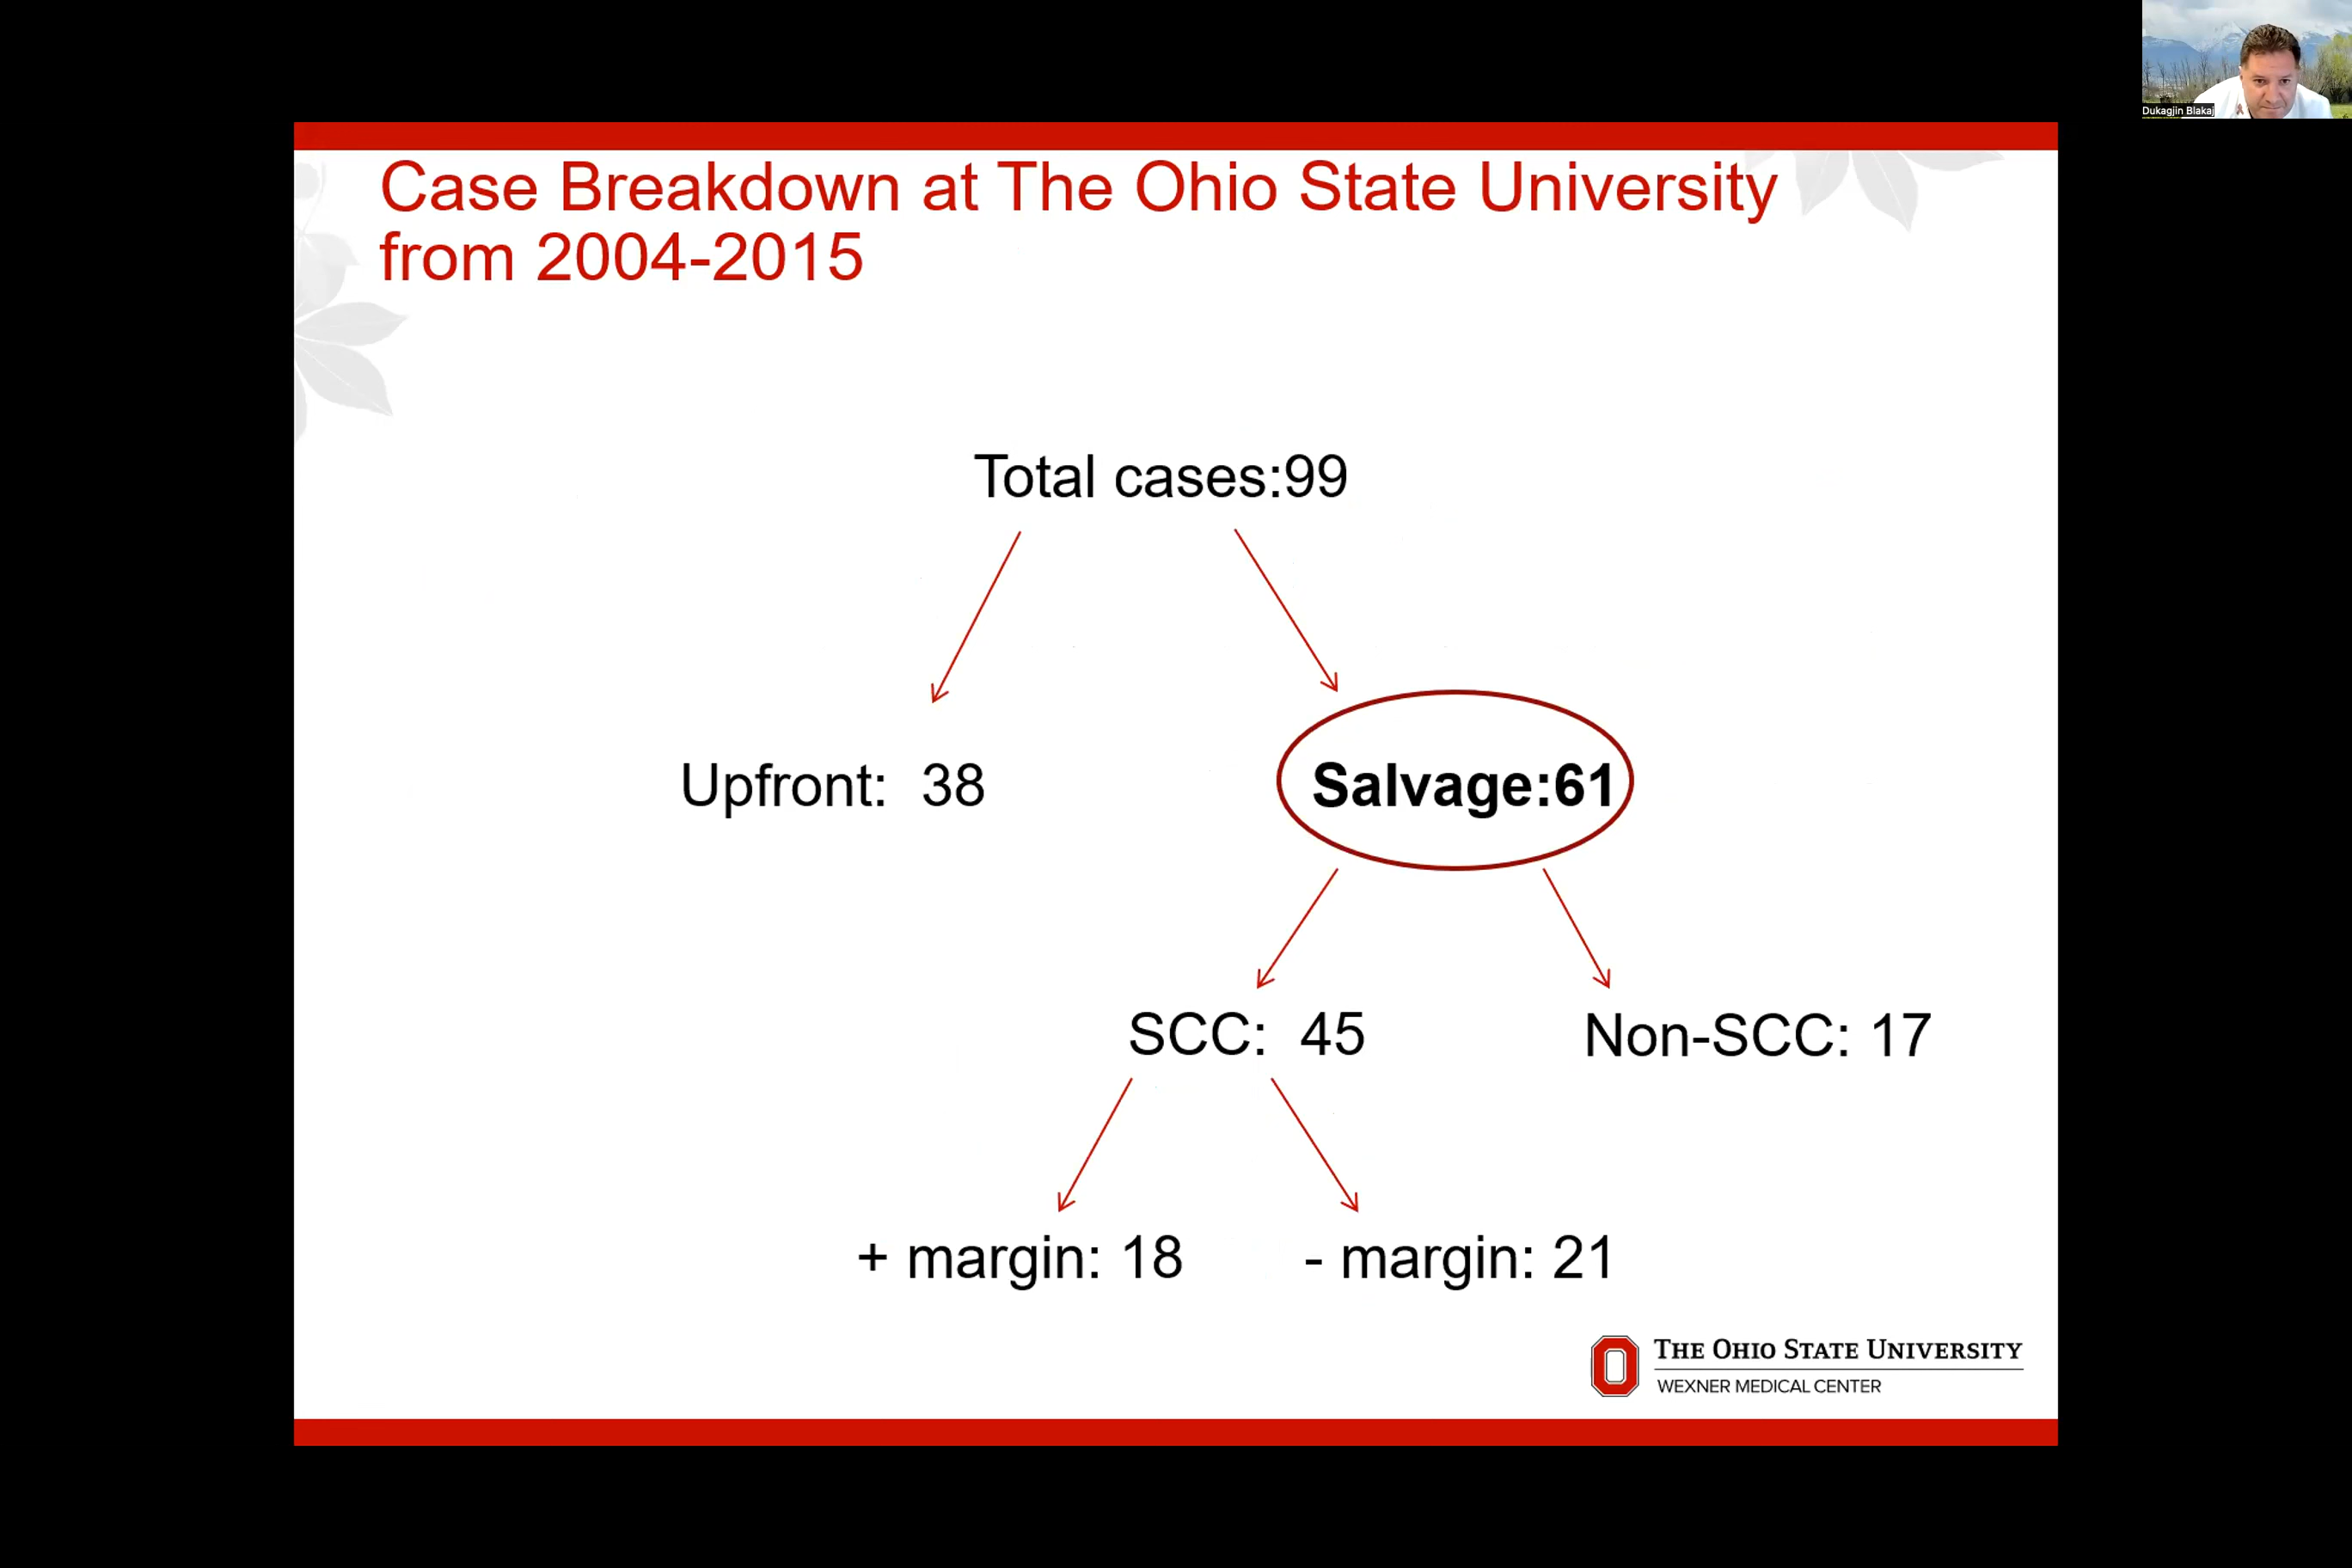 Dukagjin Blakaj
Case Breakdown at The Ohio State University
from 2004-2015
Total cases:99
Upfront: 38
Salvage:61
SCC: 45
Non-SCC: 17
+ margin: 18
- margin: 21
THE OHIO STATE UNIVERSITY
WEXNER MEDICAL CENTER